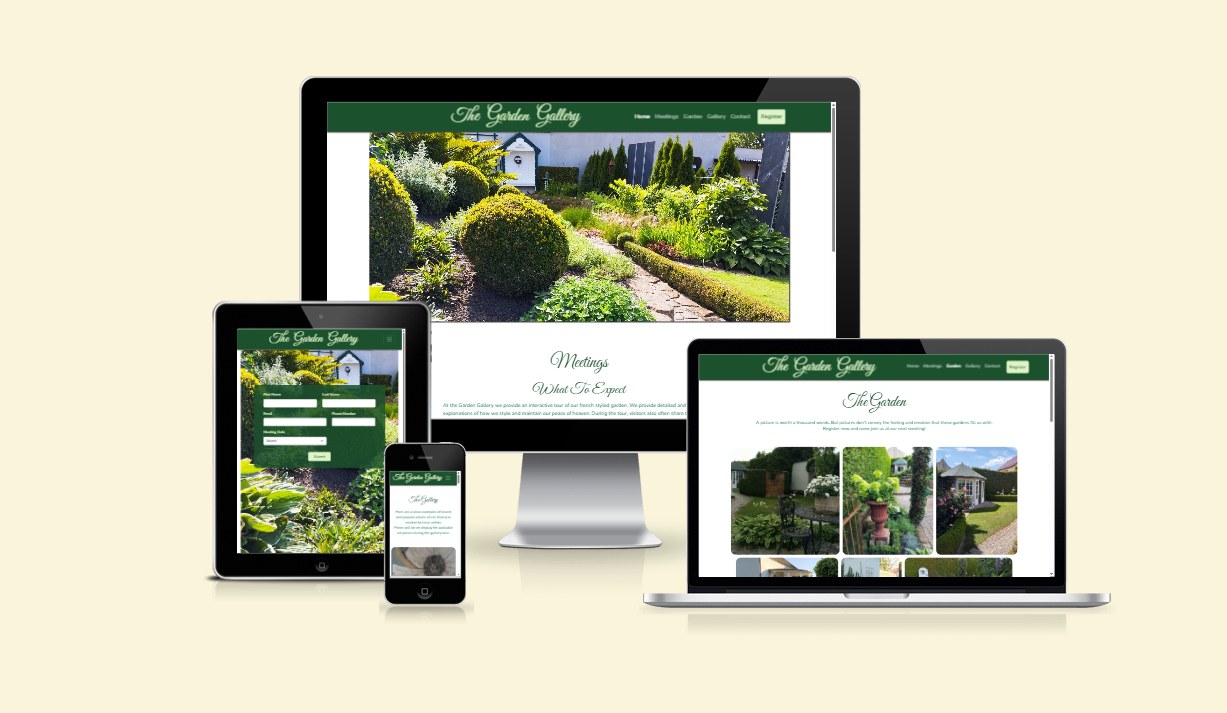 The Garden Gallery
Home Meetings Garden Gallery Contact Register
Meetings
What To Expect
At the Garden Gallery we provide an interactive tour of our french styled garden. We provide detailed and
explanations of how we style and maintain our peace of heaven. During the tour, visitors also often share t
The Garden Gallery
First Name Last Name
Email Phone Number
Meeting Date
Submit
The Garden Gallery
The Gallery
The Garden Gallery
Home Meetings Garden Gallery Contact Register
The Garden
A picture is worth a thousand words. But pictures don't convey the feeling and emotion that these gardens fill us with.
Register now and come join us at our next meeting!